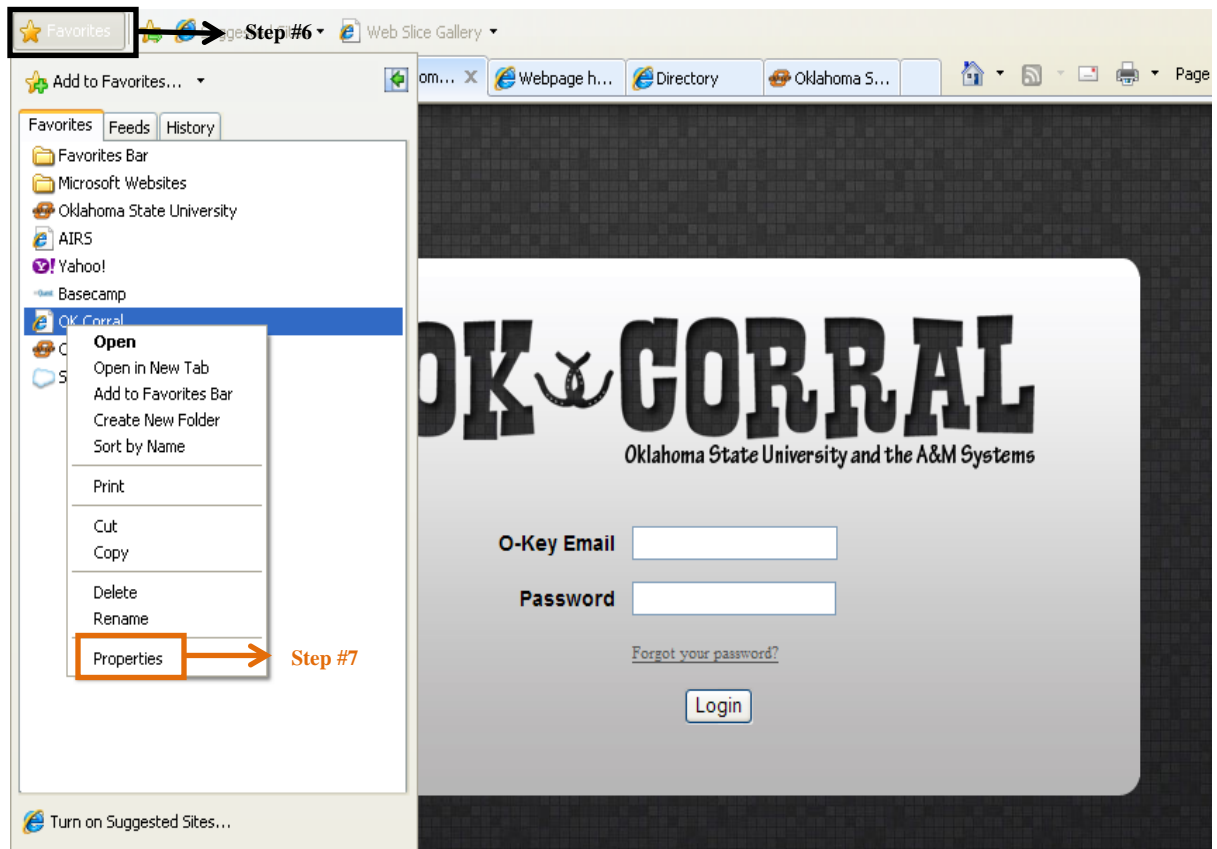 Favorites Step #6 Web Slice Gallery
Add to Favorites...
om... Webpage h... Directory Oklahoma S... Page
Favorites Feeds History
Favorites Bar
Microsoft Websites
Oklahoma State University
AIRS
Yahoo!
Basecamp
OK Corral
Open
Open in New Tab
Add to Favorites Bar
Create New Folder
Sort by Name
Print
Cut
Copy
Delete
Rename
Properties Step #7
Turn on Suggested Sites...
OK CORRAL
Oklahoma State University and the A&M Systems
O-Key Email
Password
Forgot your password?
Login